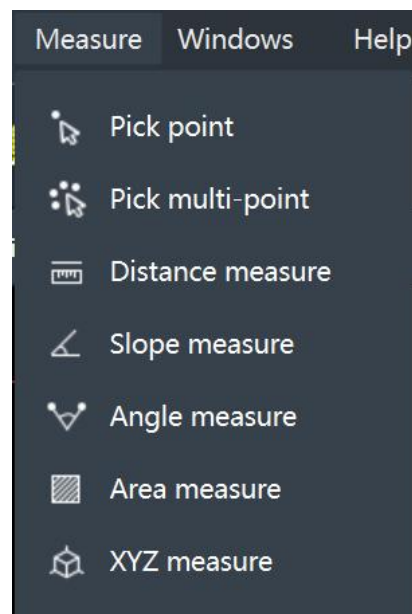 Measure Windows Help
Pick point
Pick multi-point
Distance measure
Slope measure
Angle measure
Area measure
XYZ measure